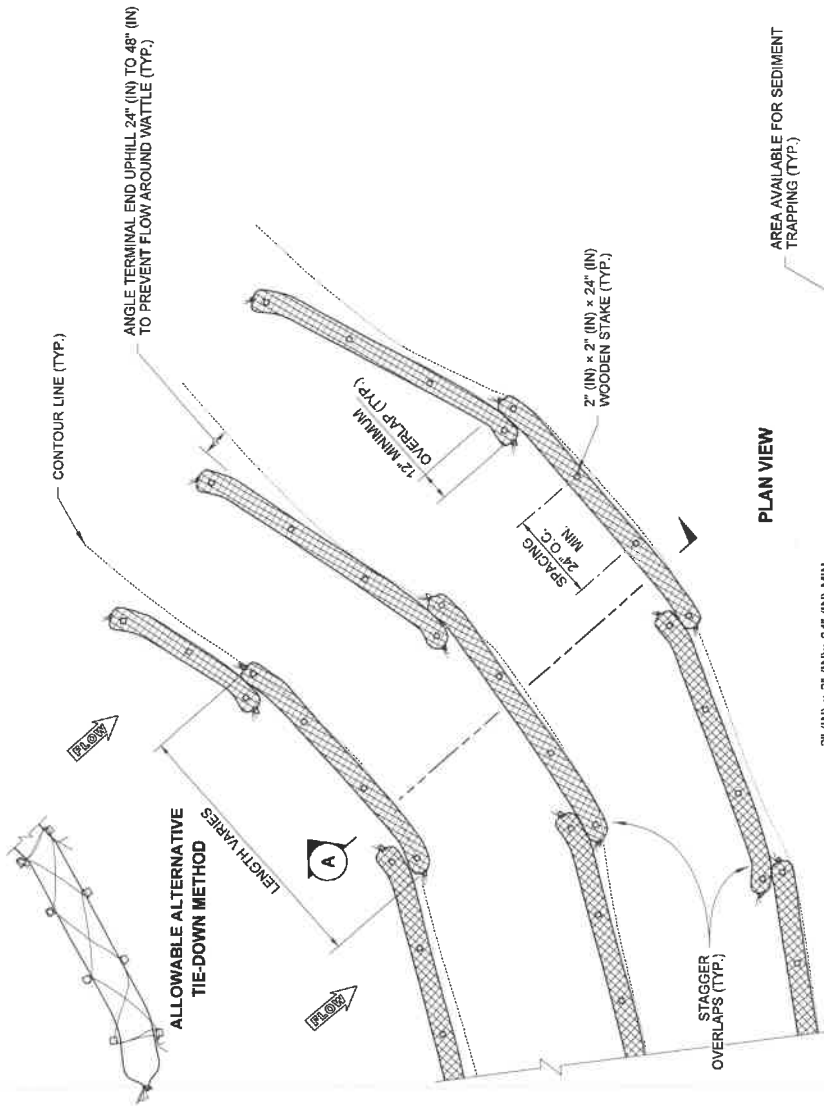 CONTOUR LINE (TYP.)
ANGLE TERMINAL END UPHILL 24" (IN) TO 48" (IN)
TO PREVENT FLOW AROUND WATTLE (TYP.)
FLOW
ALLOWABLE ALTERNATIVE
TIE-DOWN METHOD
LENGTH VARIES
A
FLOW
12" MINIMUM
OVERLAP (TYP.)
SPACING
24" O.C.
MIN.
2" (IN) × 2" (IN) × 24" (IN)
WOODEN STAKE (TYP.)
STAGGER
OVERLAPS (TYP.)
PLAN VIEW
AREA AVAILABLE FOR SEDIMENT
TRAPPING (TYP.)